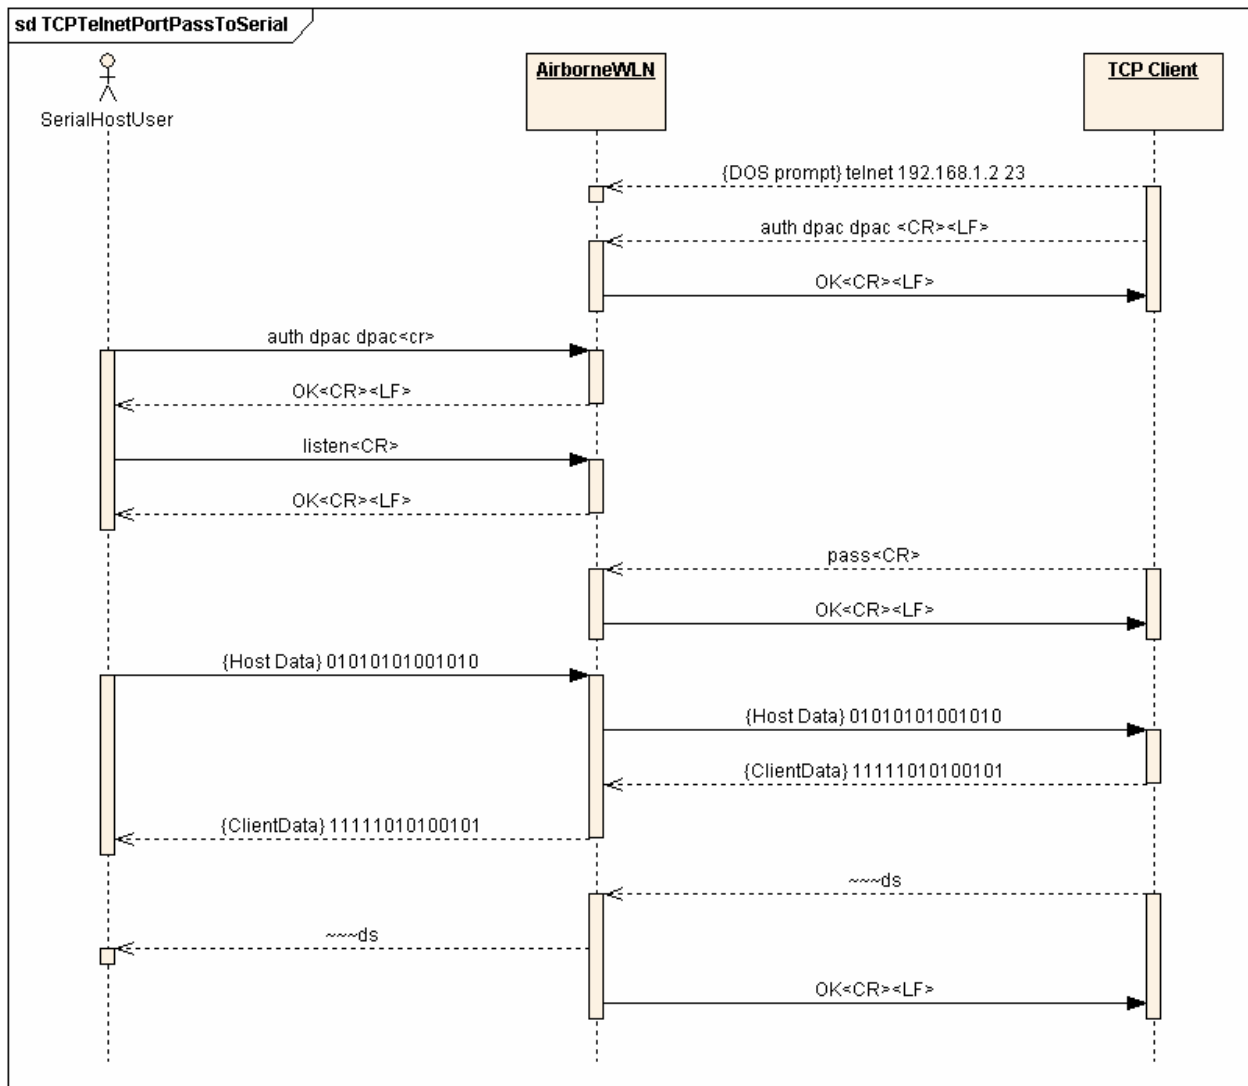 sd TCPTelnetPortPassToSerial
SerialHostUser
AirborneWLN
TCP Client
{DOS prompt} telnet 192.168.1.2 23
auth dpac dpac <CR><LF>
OK<CR><LF>
auth dpac dpac<cr>
OK<CR><LF>
listen<CR>
OK<CR><LF>
pass<CR>
OK<CR><LF>
{Host Data} 01010101001010
{Host Data} 01010101001010
{ClientData} 11111010100101
{ClientData} 11111010100101
~~~ds
~~~ds
OK<CR><LF>